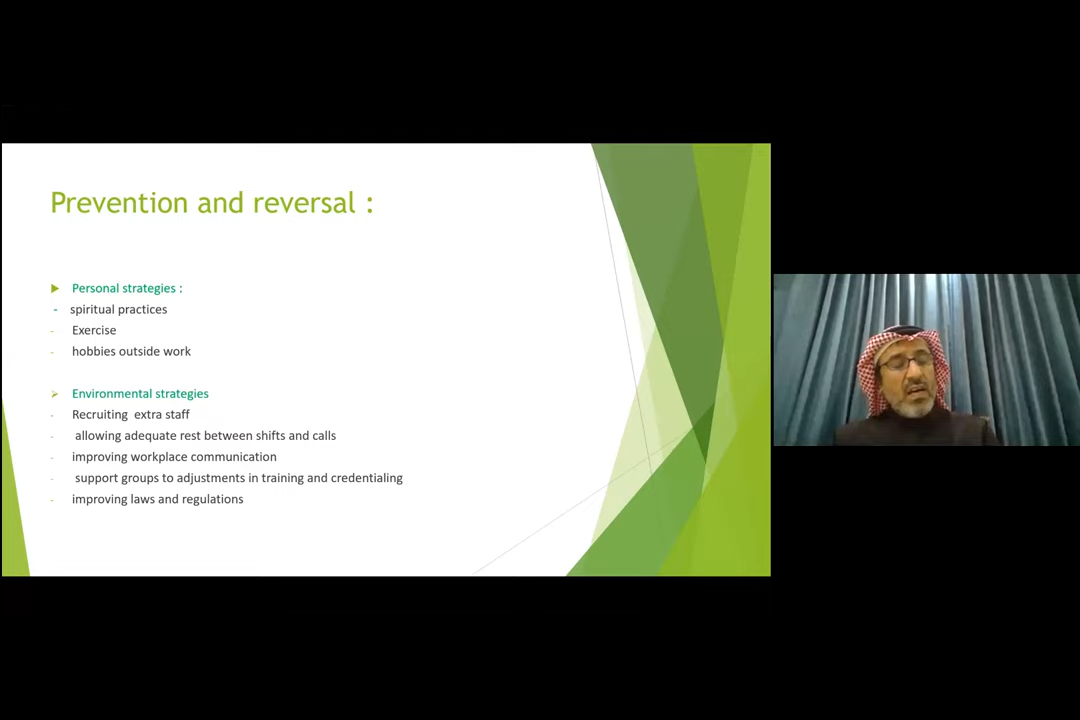 Prevention and reversal :
Personal strategies :
- spiritual practices
- Exercise
- hobbies outside work
Environmental strategies
- Recruiting extra staff
- allowing adequate rest between shifts and calls
- improving workplace communication
- support groups to adjustments in training and credentialing
- improving laws and regulations